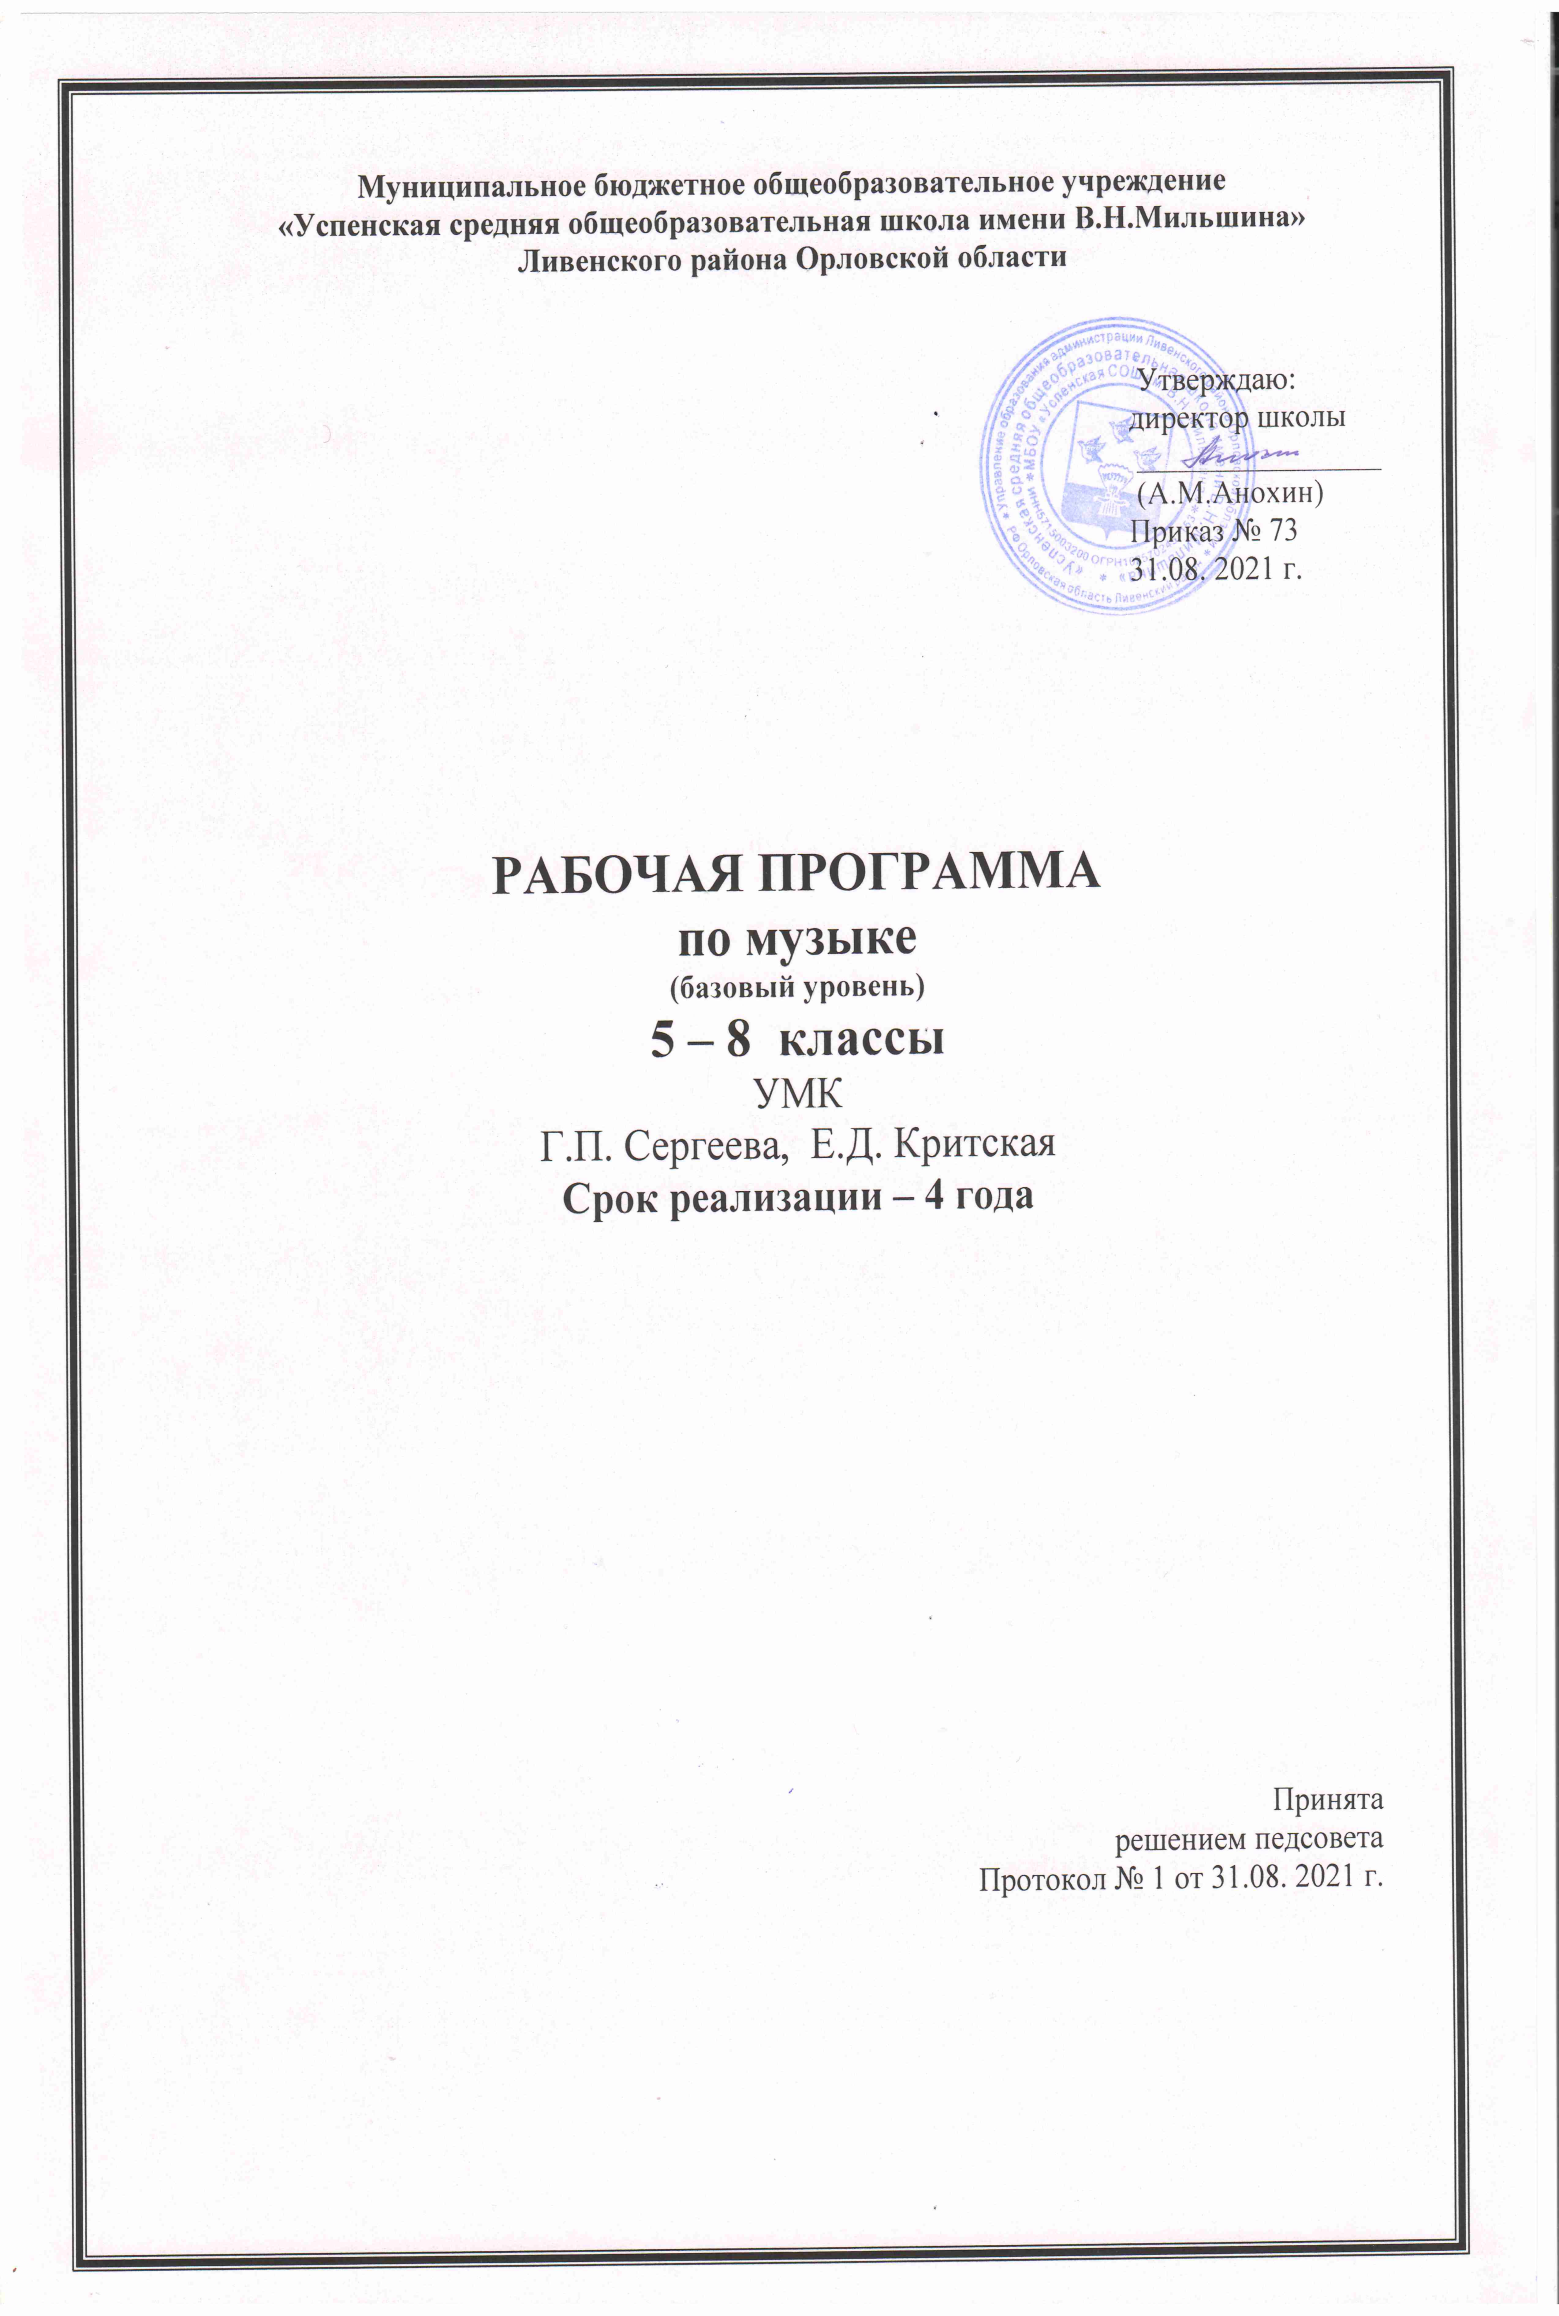 Муниципальное бюджетное общеобразовательное учреждение
«Успенская средняя общеобразовательная школа имени В.Н.Мильшина»
Ливенского района Орловской области
Утверждаю:
директор школы
(А.М.Анохин)
Приказ № 73
31.08. 2021 г.
РАБОЧАЯ ПРОГРАММА
по музыке
(базовый уровень)
5 – 8 классы
УМК
Г.П. Сергеева, Е.Д. Критская
Срок реализации – 4 года
Принята
решением педсовета
Протокол № 1 от 31.08. 2021 г.